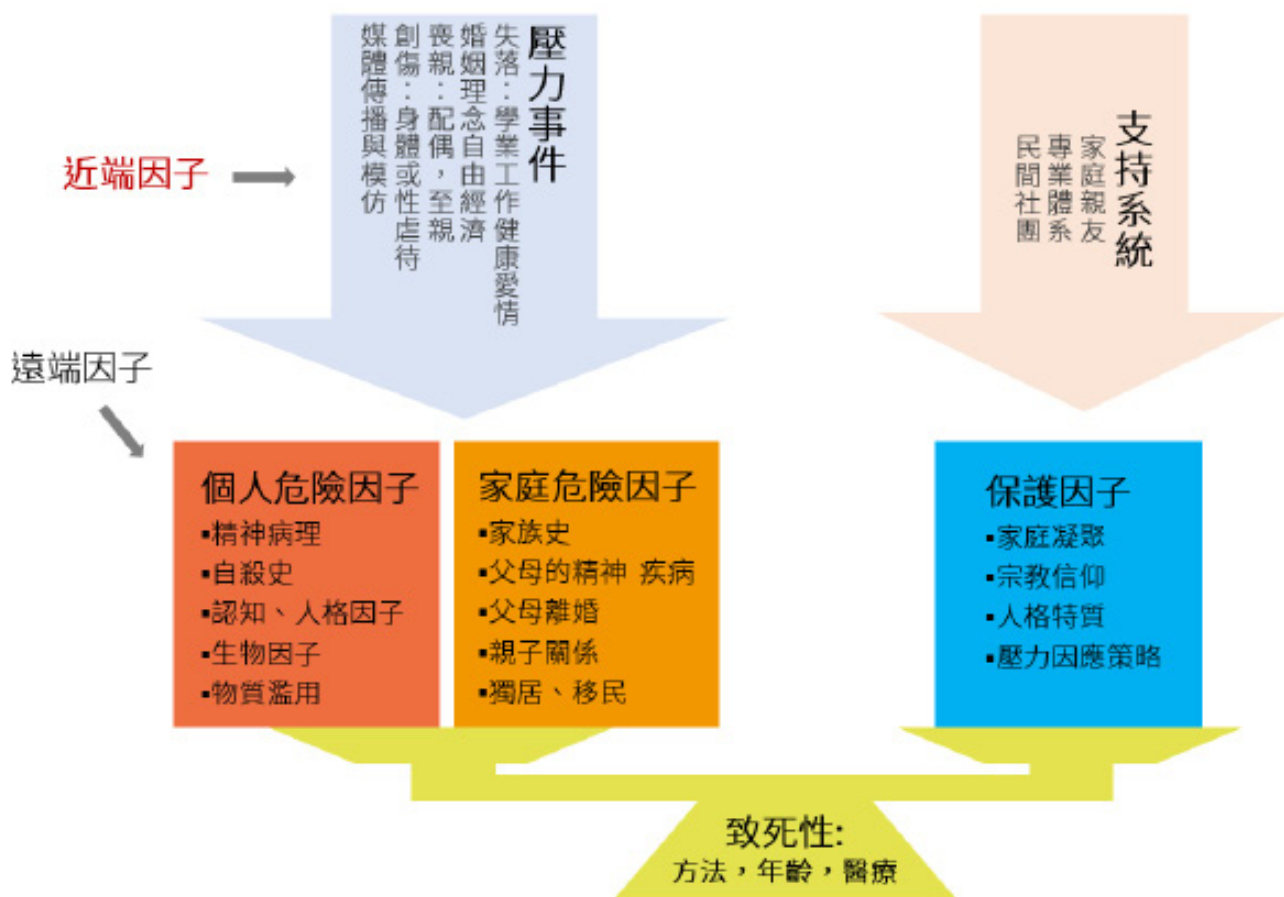 近端因子
壓力事件
失落：學業工作健康愛情
婚姻理念自由經濟
喪親：配偶，至親
創傷：身體或性虐待
媒體傳播與模仿
支持系統
家庭親友
專業體系
民間社團
遠端因子
個人危險因子
▪精神病理
▪自殺史
▪認知、人格因子
▪生物因子
▪物質濫用
家庭危險因子
▪家族史
▪父母的精神 疾病
▪父母離婚
▪親子關係
▪獨居、移民
保護因子
▪家庭凝聚
▪宗教信仰
▪人格特質
▪壓力因應策略
致死性:
方法，年齡，醫療